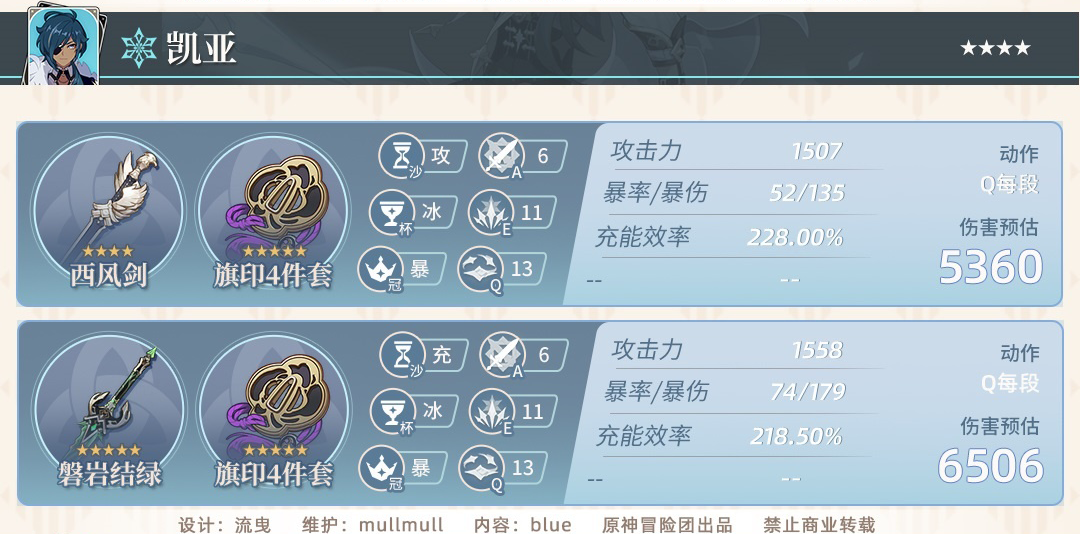 凯亚
西风剑
旗印4件套
沙 攻
A 6
杯 冰
E 11
冠 暴
Q 13
攻击力 1507
暴率/暴伤 52/135
充能效率 228.00%
-- --
动作
Q每段
伤害预估
5360
磐岩结绿
旗印4件套
沙 充
A 6
杯 冰
E 11
冠 暴
Q 13
攻击力 1558
暴率/暴伤 74/179
充能效率 218.50%
-- --
动作
Q每段
伤害预估
6506
设计：流曳 维护：mullmull 内容：blue 原神冒险团出品 禁止商业转载